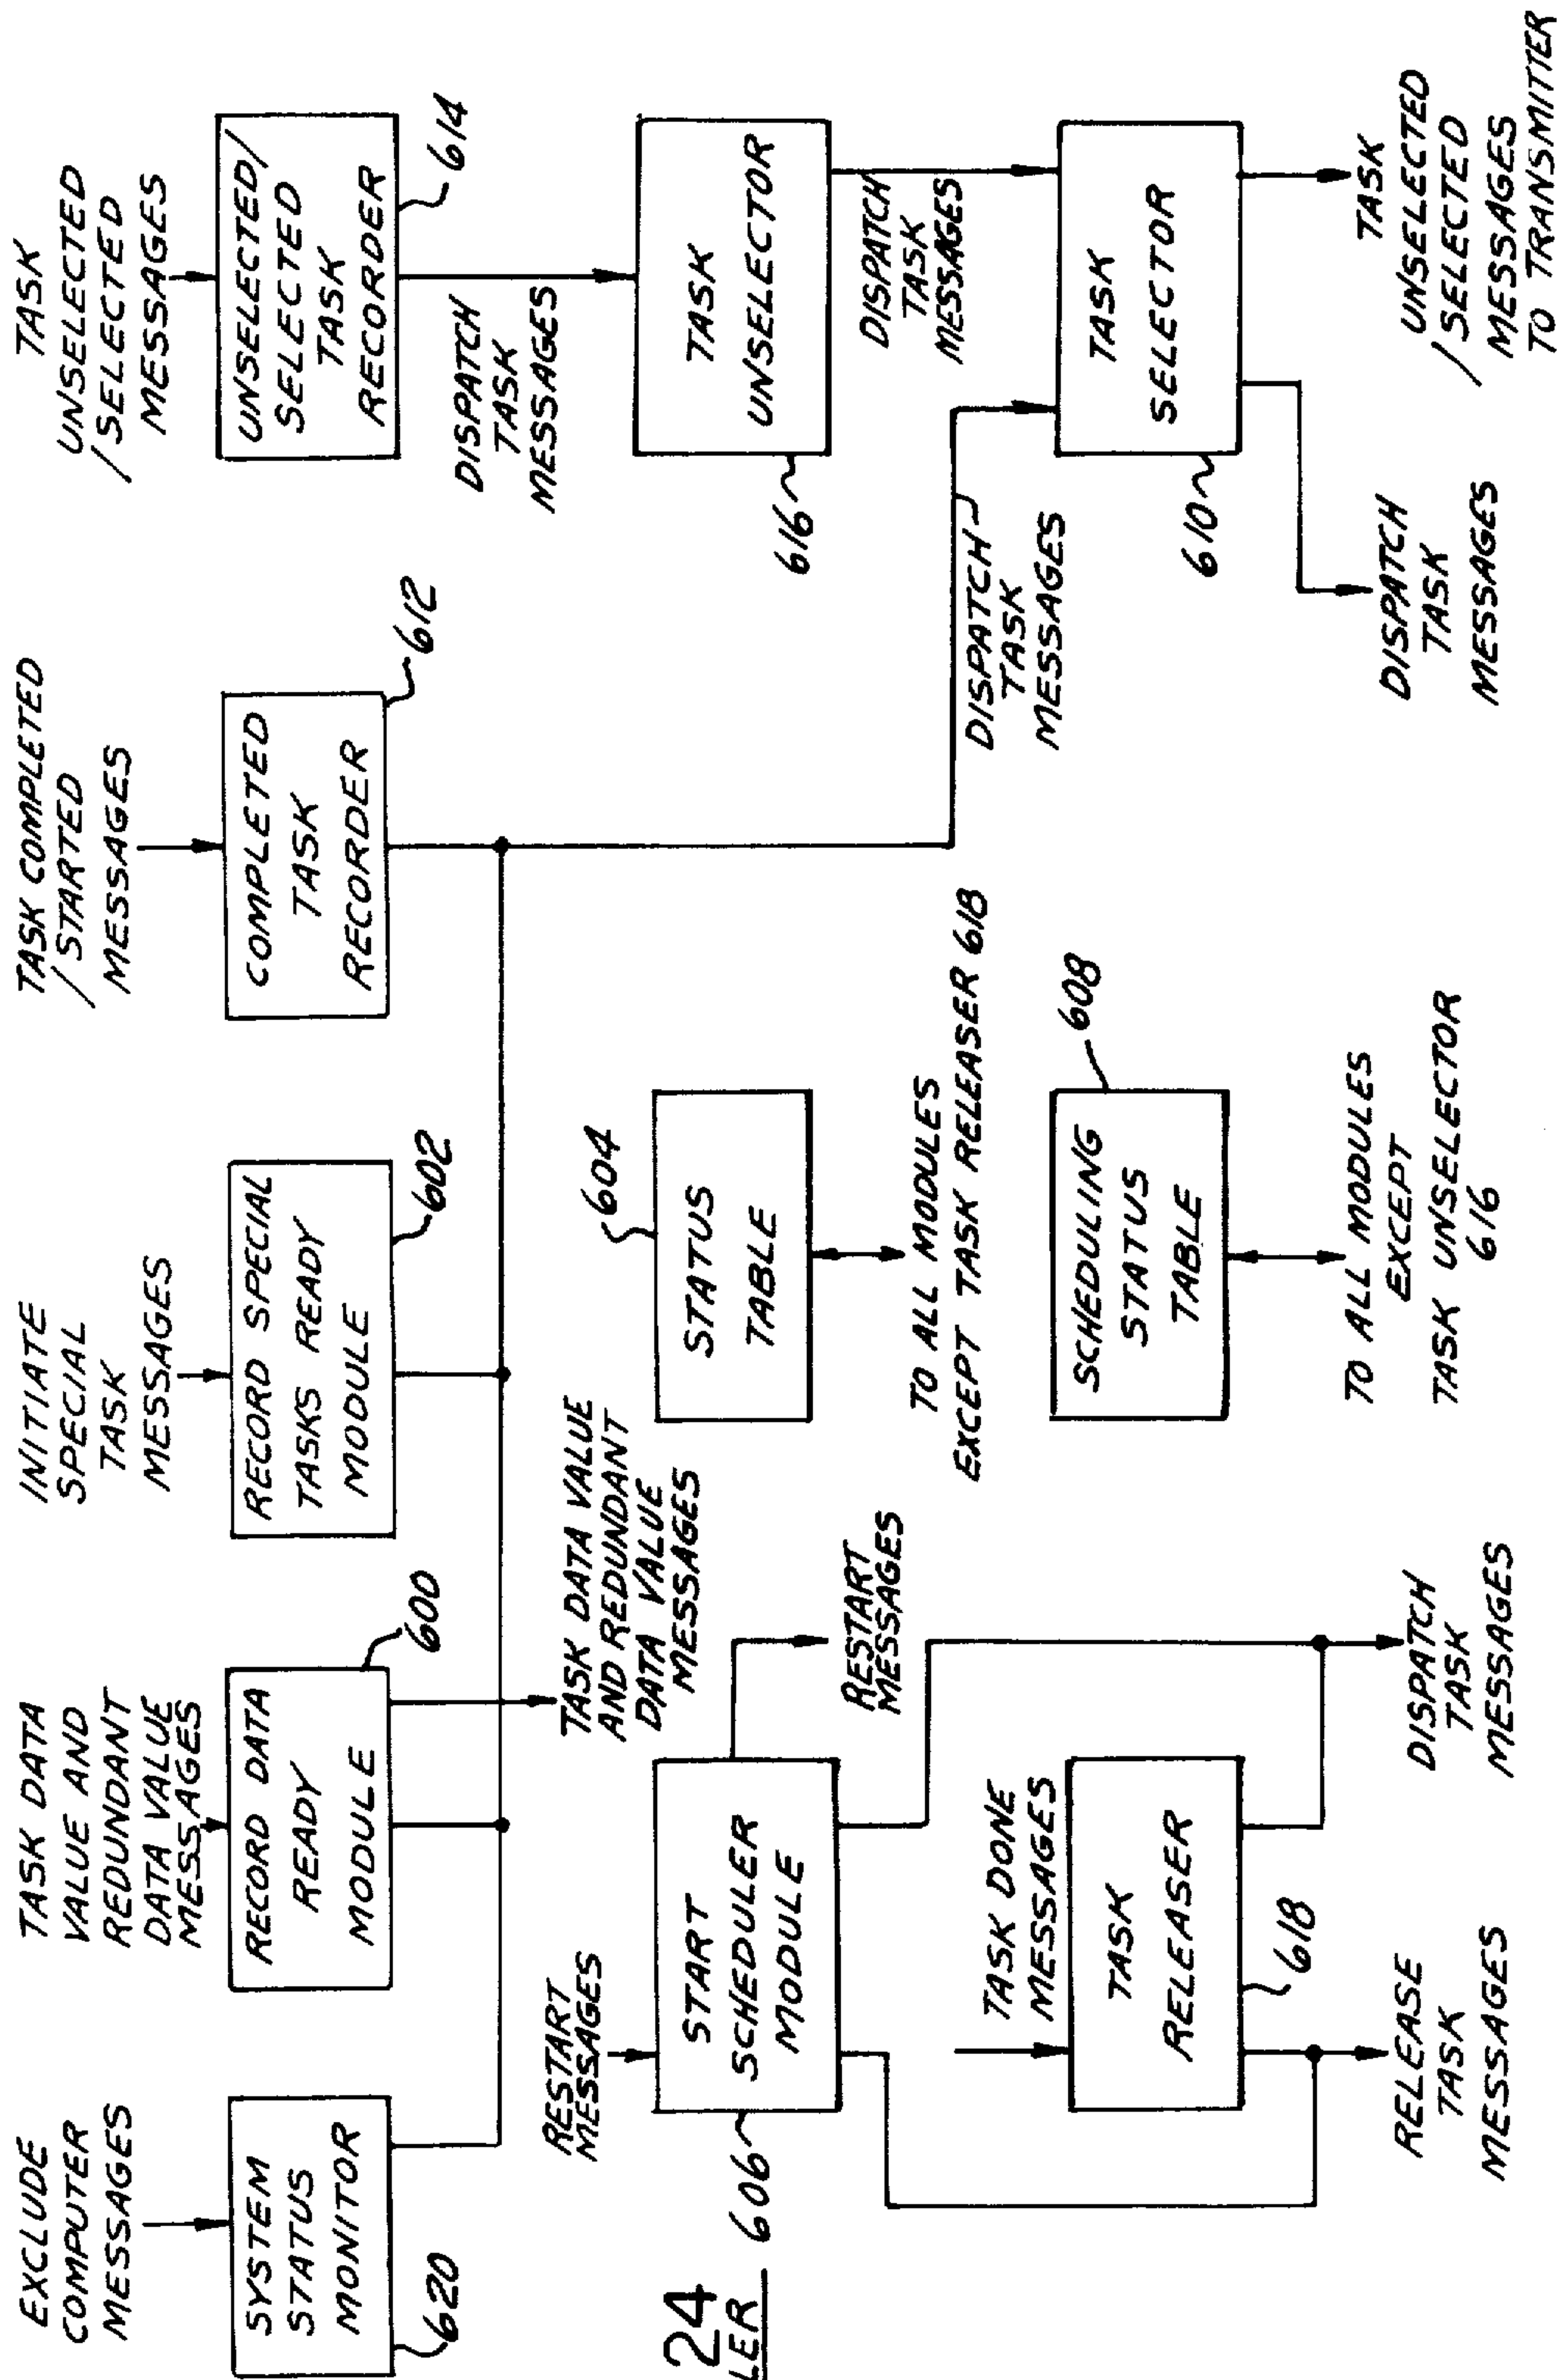 EXCLUDE
COMPUTER
MESSAGES
SYSTEM
STATUS
MONITOR
620
TASK DATA
VALUE AND
REDUNDANT
DATA VALUE
MESSAGES
RECORD DATA
READY
MODULE
600
TASK DATA VALUE
AND REDUNDANT
DATA VALUE
MESSAGES
INITIATE
SPECIAL
TASK
MESSAGES
RECORD SPECIAL
TASKS READY
MODULE
602
TASK COMPLETED
/STARTED
MESSAGES
COMPLETED
TASK
RECORDER
612
TASK
UNSELECTED
/SELECTED
MESSAGES
UNSELECTED/
SELECTED
TASK
RECORDER
614
DISPATCH
TASK
MESSAGES
TASK
UNSELECTOR
616
DISPATCH
TASK
MESSAGES
DISPATCH
TASK
MESSAGES
TASK
SELECTOR
610
DISPATCH
TASK
MESSAGES
TASK
UNSELECTED
/SELECTED
MESSAGES
TO TRANSMITTER
STATUS
TABLE
604
TO ALL MODULES
EXCEPT TASK RELEASER 618
SCHEDULING
STATUS
TABLE
608
TO ALL MODULES
EXCEPT
TASK UNSELECTOR
616
RESTART
MESSAGES
START
SCHEDULER
MODULE
606
RESTART
MESSAGES
TASK DONE
MESSAGES
TASK
RELEASER
618
RELEASE
TASK
MESSAGES
DISPATCH
TASK
MESSAGES
24
LER